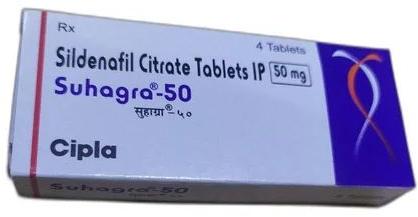 Rx
4 Tablets
Sildenafil Citrate Tablets IP 50 mg
Suhagra®-50
सुहाग्रा®-५०
Cipla
Suhagra®-50